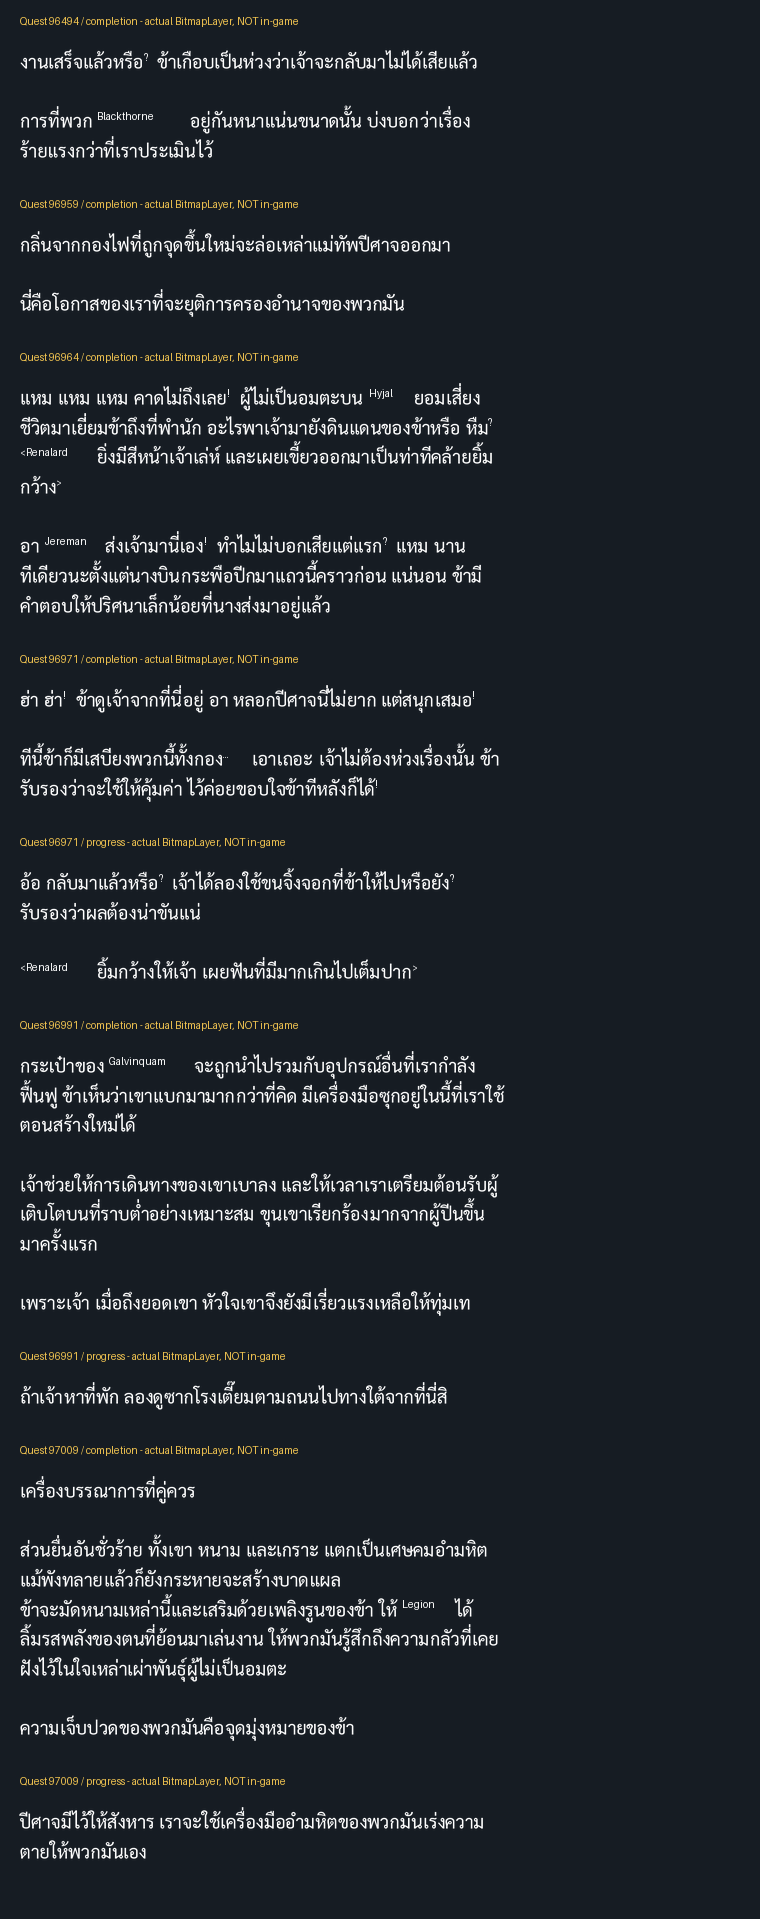 Quest 96494 / completion - actual BitmapLayer, NOT in-game
งานเสร็จแล้วหรือ? ข้าเกือบเป็นห่วงว่าเจ้าจะกลับมาไม่ได้เสียแล้ว
การที่พวก Blackthorne อยู่กันหนาแน่นขนาดนั้น บ่งบอกว่าเรื่อง
ร้ายแรงกว่าที่เราประเมินไว้
Quest 96959 / completion - actual BitmapLayer, NOT in-game
กลิ่นจากกองไฟที่ถูกจุดขึ้นใหม่จะล่อเหล่าแม่ทัพปีศาจออกมา
นี่คือโอกาสของเราที่จะยุติการครองอำนาจของพวกมัน
Quest 96964 / completion - actual BitmapLayer, NOT in-game
แหม แหม แหม คาดไม่ถึงเลย! ผู้ไม่เป็นอมตะบน Hyjal ยอมเสี่ยง
ชีวิตมาเยี่ยมข้าถึงที่พำนัก อะไรพาเจ้ามายังดินแดนของข้าหรือ หืม?
<Renalard ยิ่งมีสีหน้าเจ้าเล่ห์ และเผยเขี้ยวออกมาเป็นท่าทีคล้ายยิ้ม
กว้าง>
อา Jereman ส่งเจ้ามานี่เอง! ทำไมไม่บอกเสียแต่แรก? แหม นาน
ทีเดียวนะตั้งแต่นางบินกระพือปีกมาแถวนี้คราวก่อน แน่นอน ข้ามี
คำตอบให้ปริศนาเล็กน้อยที่นางส่งมาอยู่แล้ว
Quest 96971 / completion - actual BitmapLayer, NOT in-game
ฮ่า ฮ่า! ข้าดูเจ้าจากที่นี่อยู่ อา หลอกปีศาจนี่ไม่ยาก แต่สนุกเสมอ!
ทีนี้ข้าก็มีเสบียงพวกนี้ทั้งกอง... เอาเถอะ เจ้าไม่ต้องห่วงเรื่องนั้น ข้า
รับรองว่าจะใช้ให้คุ้มค่า ไว้ค่อยขอบใจข้าทีหลังก็ได้!
Quest 96971 / progress - actual BitmapLayer, NOT in-game
อ้อ กลับมาแล้วหรือ? เจ้าได้ลองใช้ขนจิ้งจอกที่ข้าให้ไปหรือยัง?
รับรองว่าผลต้องน่าขันแน่
<Renalard ยิ้มกว้างให้เจ้า เผยฟันที่มีมากเกินไปเต็มปาก>
Quest 96991 / completion - actual BitmapLayer, NOT in-game
กระเป๋าของ Galvinquam จะถูกนำไปรวมกับอุปกรณ์อื่นที่เรากำลัง
ฟื้นฟู ข้าเห็นว่าเขาแบกมามากกว่าที่คิด มีเครื่องมือซุกอยู่ในนี้ที่เราใช้
ตอนสร้างใหม่ได้
เจ้าช่วยให้การเดินทางของเขาเบาลง และให้เวลาเราเตรียมต้อนรับผู้
เติบโตบนที่ราบต่ำอย่างเหมาะสม ขุนเขาเรียกร้องมากจากผู้ปีนขึ้น
มาครั้งแรก
เพราะเจ้า เมื่อถึงยอดเขา หัวใจเขาจึงยังมีเรี่ยวแรงเหลือให้ทุ่มเท
Quest 96991 / progress - actual BitmapLayer, NOT in-game
ถ้าเจ้าหาที่พัก ลองดูซากโรงเตี๊ยมตามถนนไปทางใต้จากที่นี่สิ
Quest 97009 / completion - actual BitmapLayer, NOT in-game
เครื่องบรรณาการที่คู่ควร
ส่วนยื่นอันชั่วร้าย ทั้งเขา หนาม และเกราะ แตกเป็นเศษคมอำมหิต
แม้พังทลายแล้วก็ยังกระหายจะสร้างบาดแผล
ข้าจะมัดหนามเหล่านี้และเสริมด้วยเพลิงรูนของข้า ให้ Legion ได้
ลิ้มรสพลังของตนที่ย้อนมาเล่นงาน ให้พวกมันรู้สึกถึงความกลัวที่เคย
ฝังไว้ในใจเหล่าเผ่าพันธุ์ผู้ไม่เป็นอมตะ
ความเจ็บปวดของพวกมันคือจุดมุ่งหมายของข้า
Quest 97009 / progress - actual BitmapLayer, NOT in-game
ปีศาจมีไว้ให้สังหาร เราจะใช้เครื่องมืออำมหิตของพวกมันเร่งความ
ตายให้พวกมันเอง